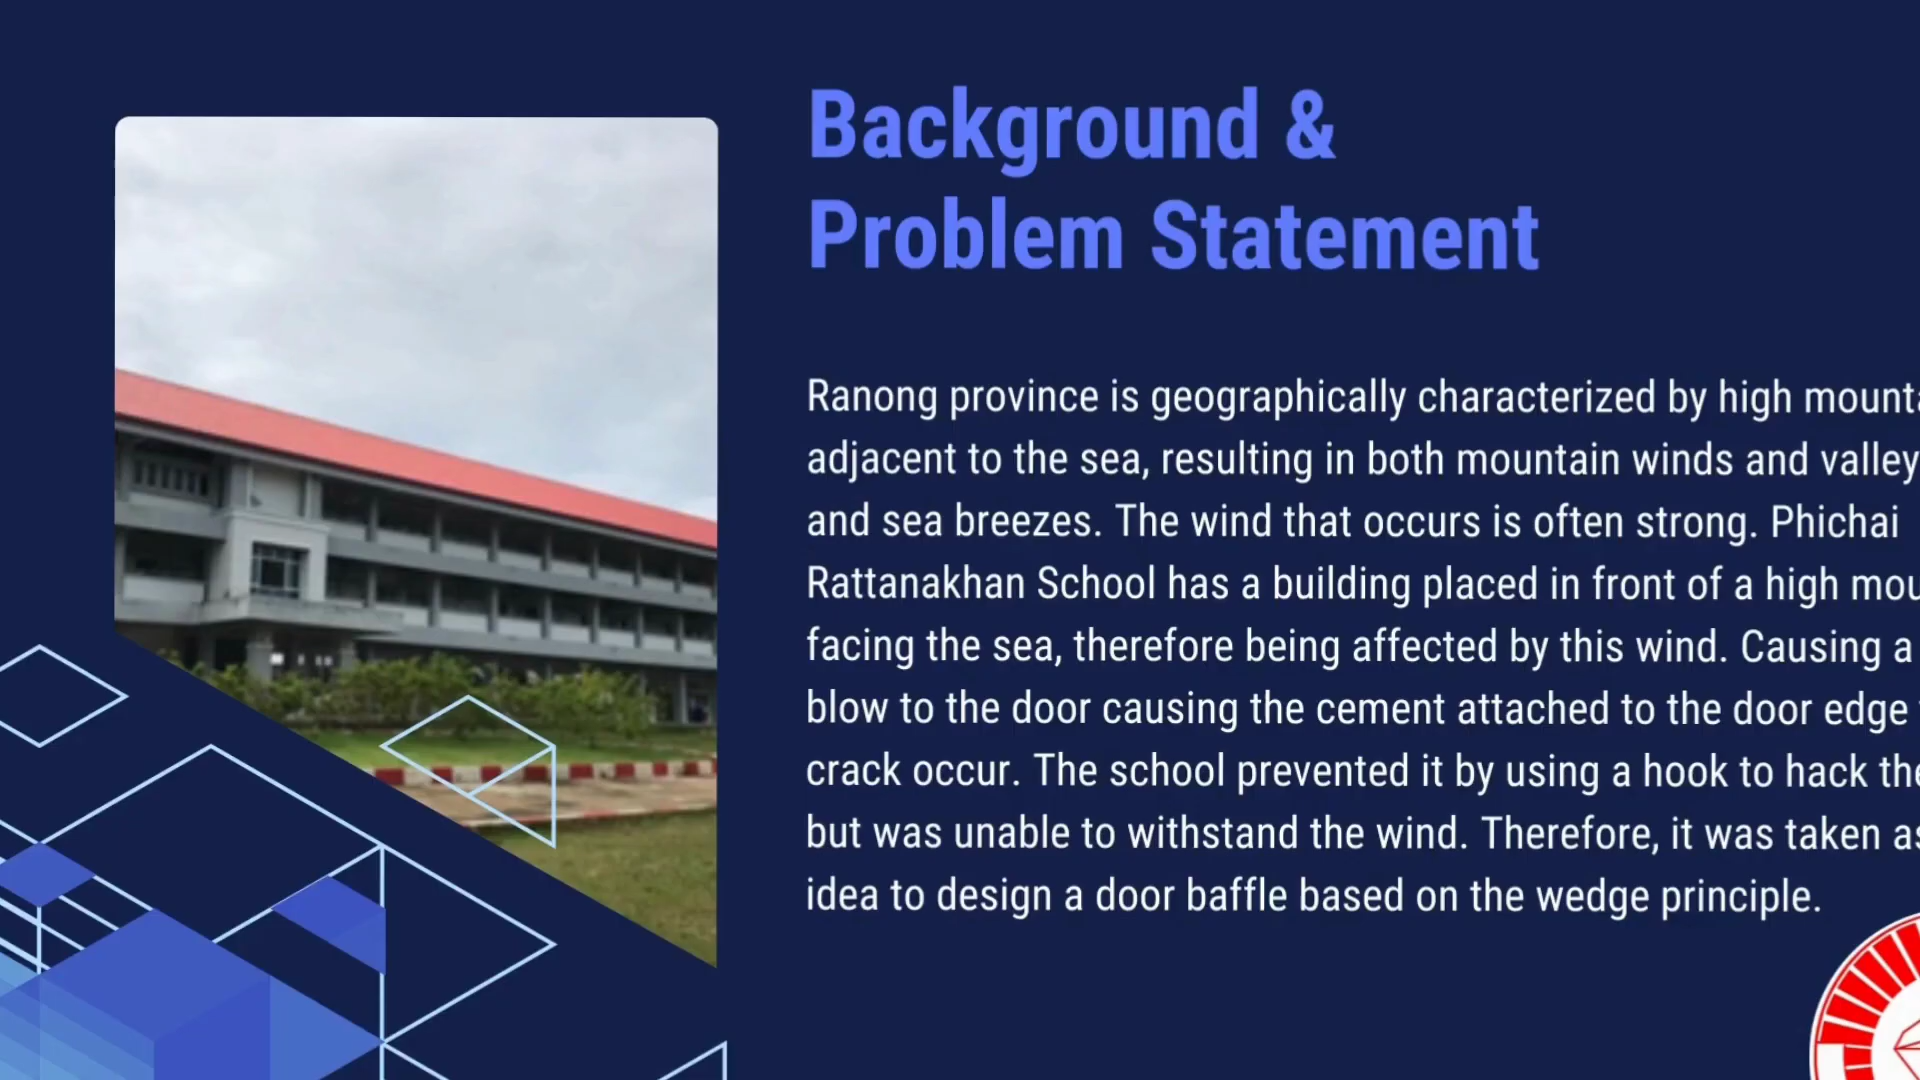 Background &
Problem Statement
Ranong province is geographically characterized by high
adjacent to the sea, resulting in both mountain winds and valley
and sea breezes. The wind that occurs is often strong. Phichai
Rattanakhan School has a building placed in front of a high
facing the sea, therefore being affected by this wind. Causing a
blow to the door causing the cement attached to the door edge
crack occur. The school prevented it by using a hook to hack
but was unable to withstand the wind. Therefore, it was taken
idea to design a door baffle based on the wedge principle.